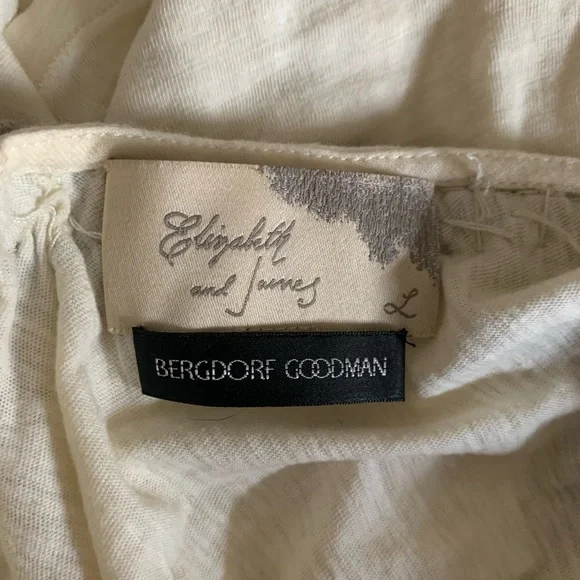 Elizabeth
and James
L
BERGDORF GOODMAN